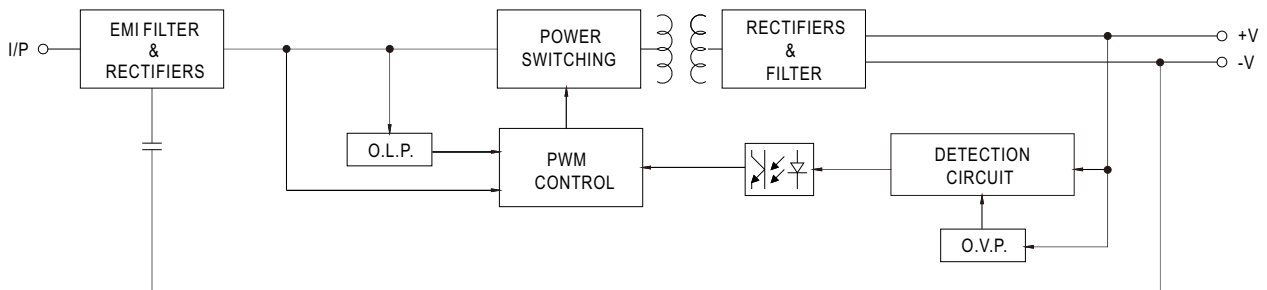 I/P
EMI FILTER
&
RECTIFIERS
POWER
SWITCHING
RECTIFIERS
&
FILTER
+V
-V
O.L.P.
PWM
CONTROL
DETECTION
CIRCUIT
O.V.P.